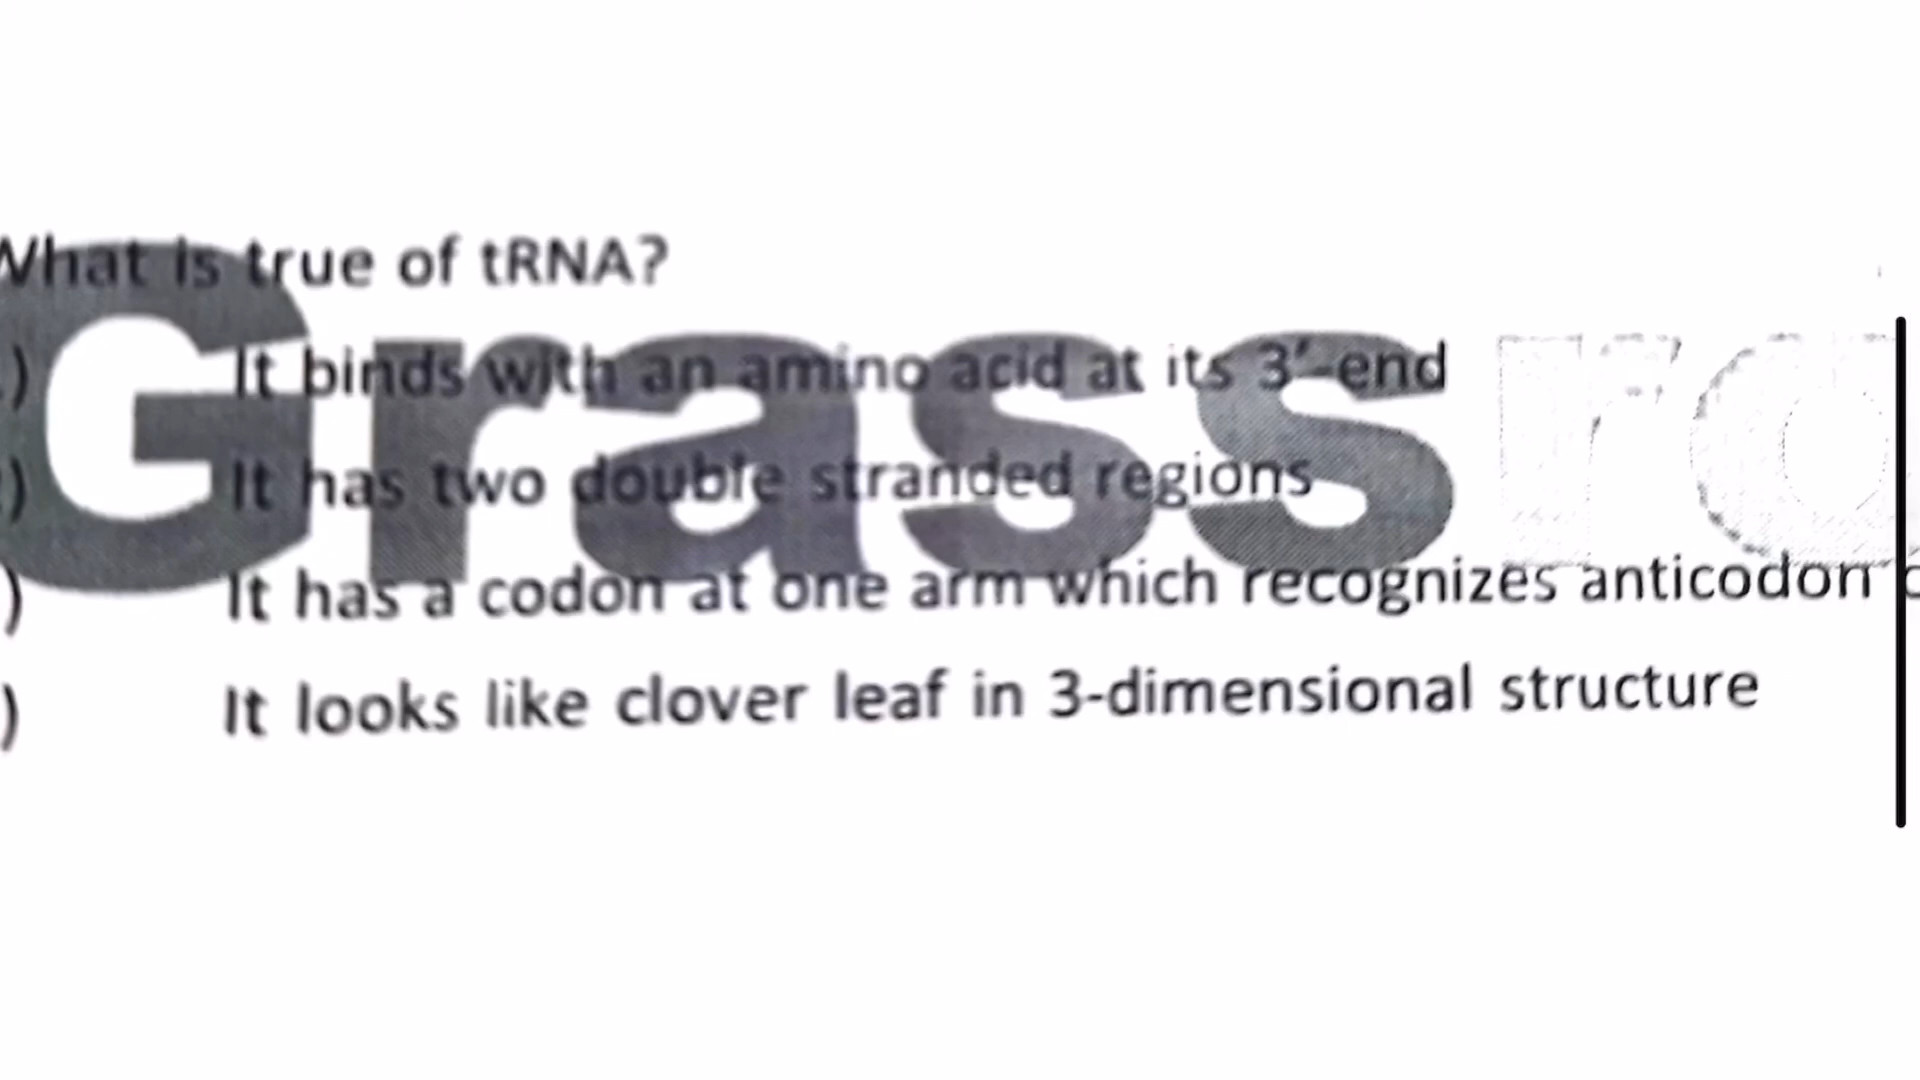 What is true of tRNA?
) It binds with an amino acid at its 3'-end
) It has two double stranded regions
) It has a codon at one arm which recognizes anticodon
) It looks like clover leaf in 3-dimensional structure
Grass